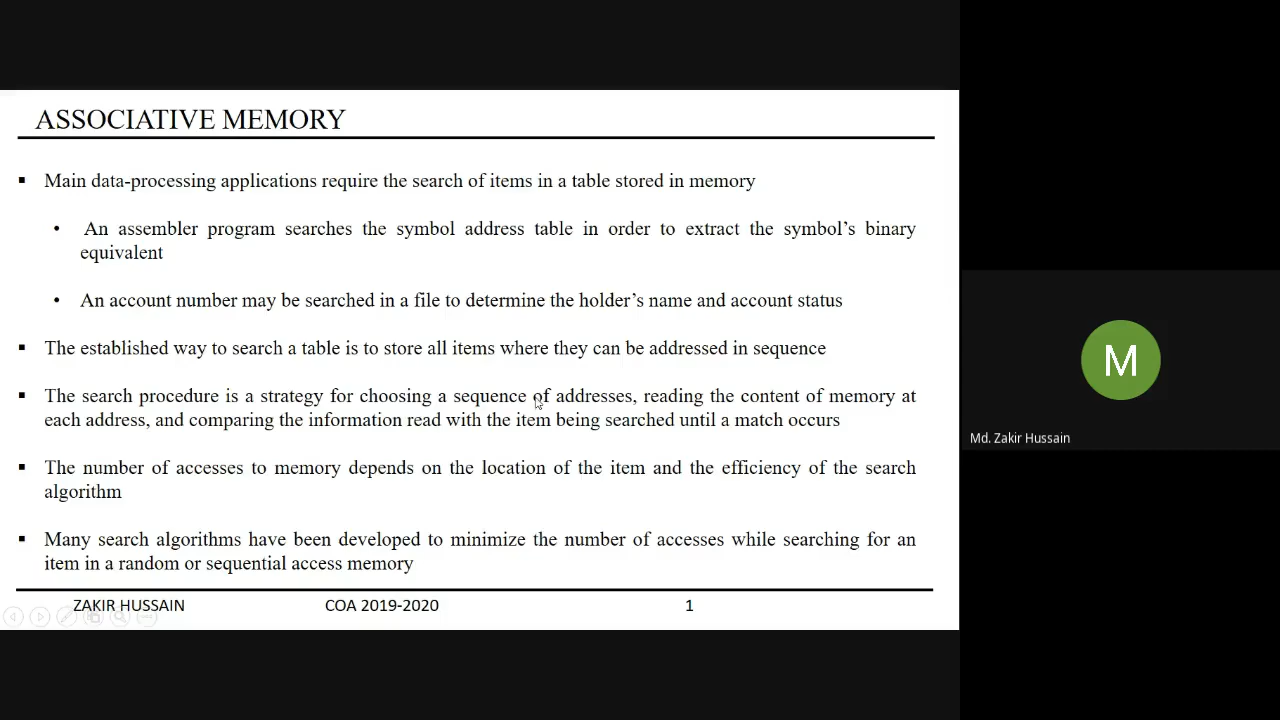 ASSOCIATIVE MEMORY
▪ Main data-processing applications require the search of items in a table stored in memory
• An assembler program searches the symbol address table in order to extract the symbol’s binary
equivalent
• An account number may be searched in a file to determine the holder’s name and account status
▪ The established way to search a table is to store all items where they can be addressed in sequence
▪ The search procedure is a strategy for choosing a sequence of addresses, reading the content of memory at
each address, and comparing the information read with the item being searched until a match occurs
▪ The number of accesses to memory depends on the location of the item and the efficiency of the search
algorithm
▪ Many search algorithms have been developed to minimize the number of accesses while searching for an
item in a random or sequential access memory
ZAKIR HUSSAIN COA 2019-2020 1
M
Md. Zakir Hussain